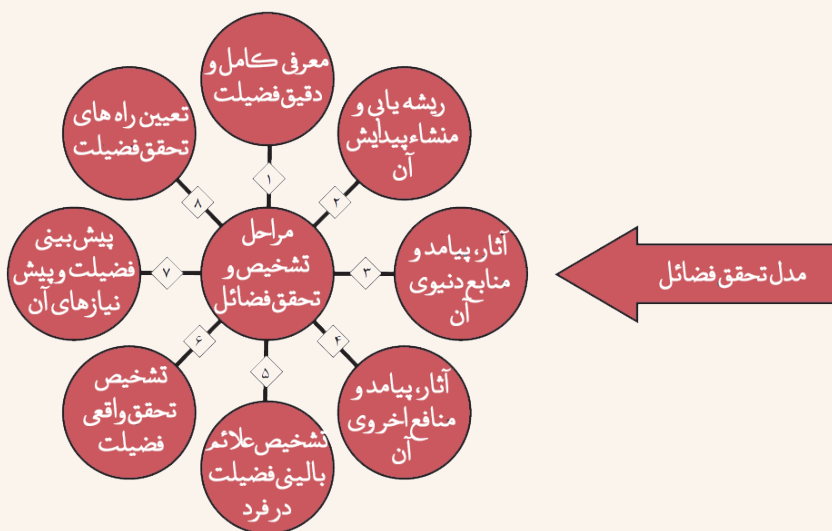 مدل تحقق فضائل
مراحل
تشخیص و
تحقق فضائل
۱
معرفی کامل و
دقیق فضیلت
۲
ریشه یابی و
منشاء پیدایش
آن
۳
آثار، پیامد و
منابع دنیوی
آن
۴
آثار، پیامد و
منافع اخروی
آن
۵
تشخیص علائم
بالینی فضیلت
در فرد
۶
تشخیص
تحقق واقعی
فضیلت
۷
پیش بینی
فضیلت و پیش
نیازهای آن
۸
تعیین راه های
تحقق فضیلت